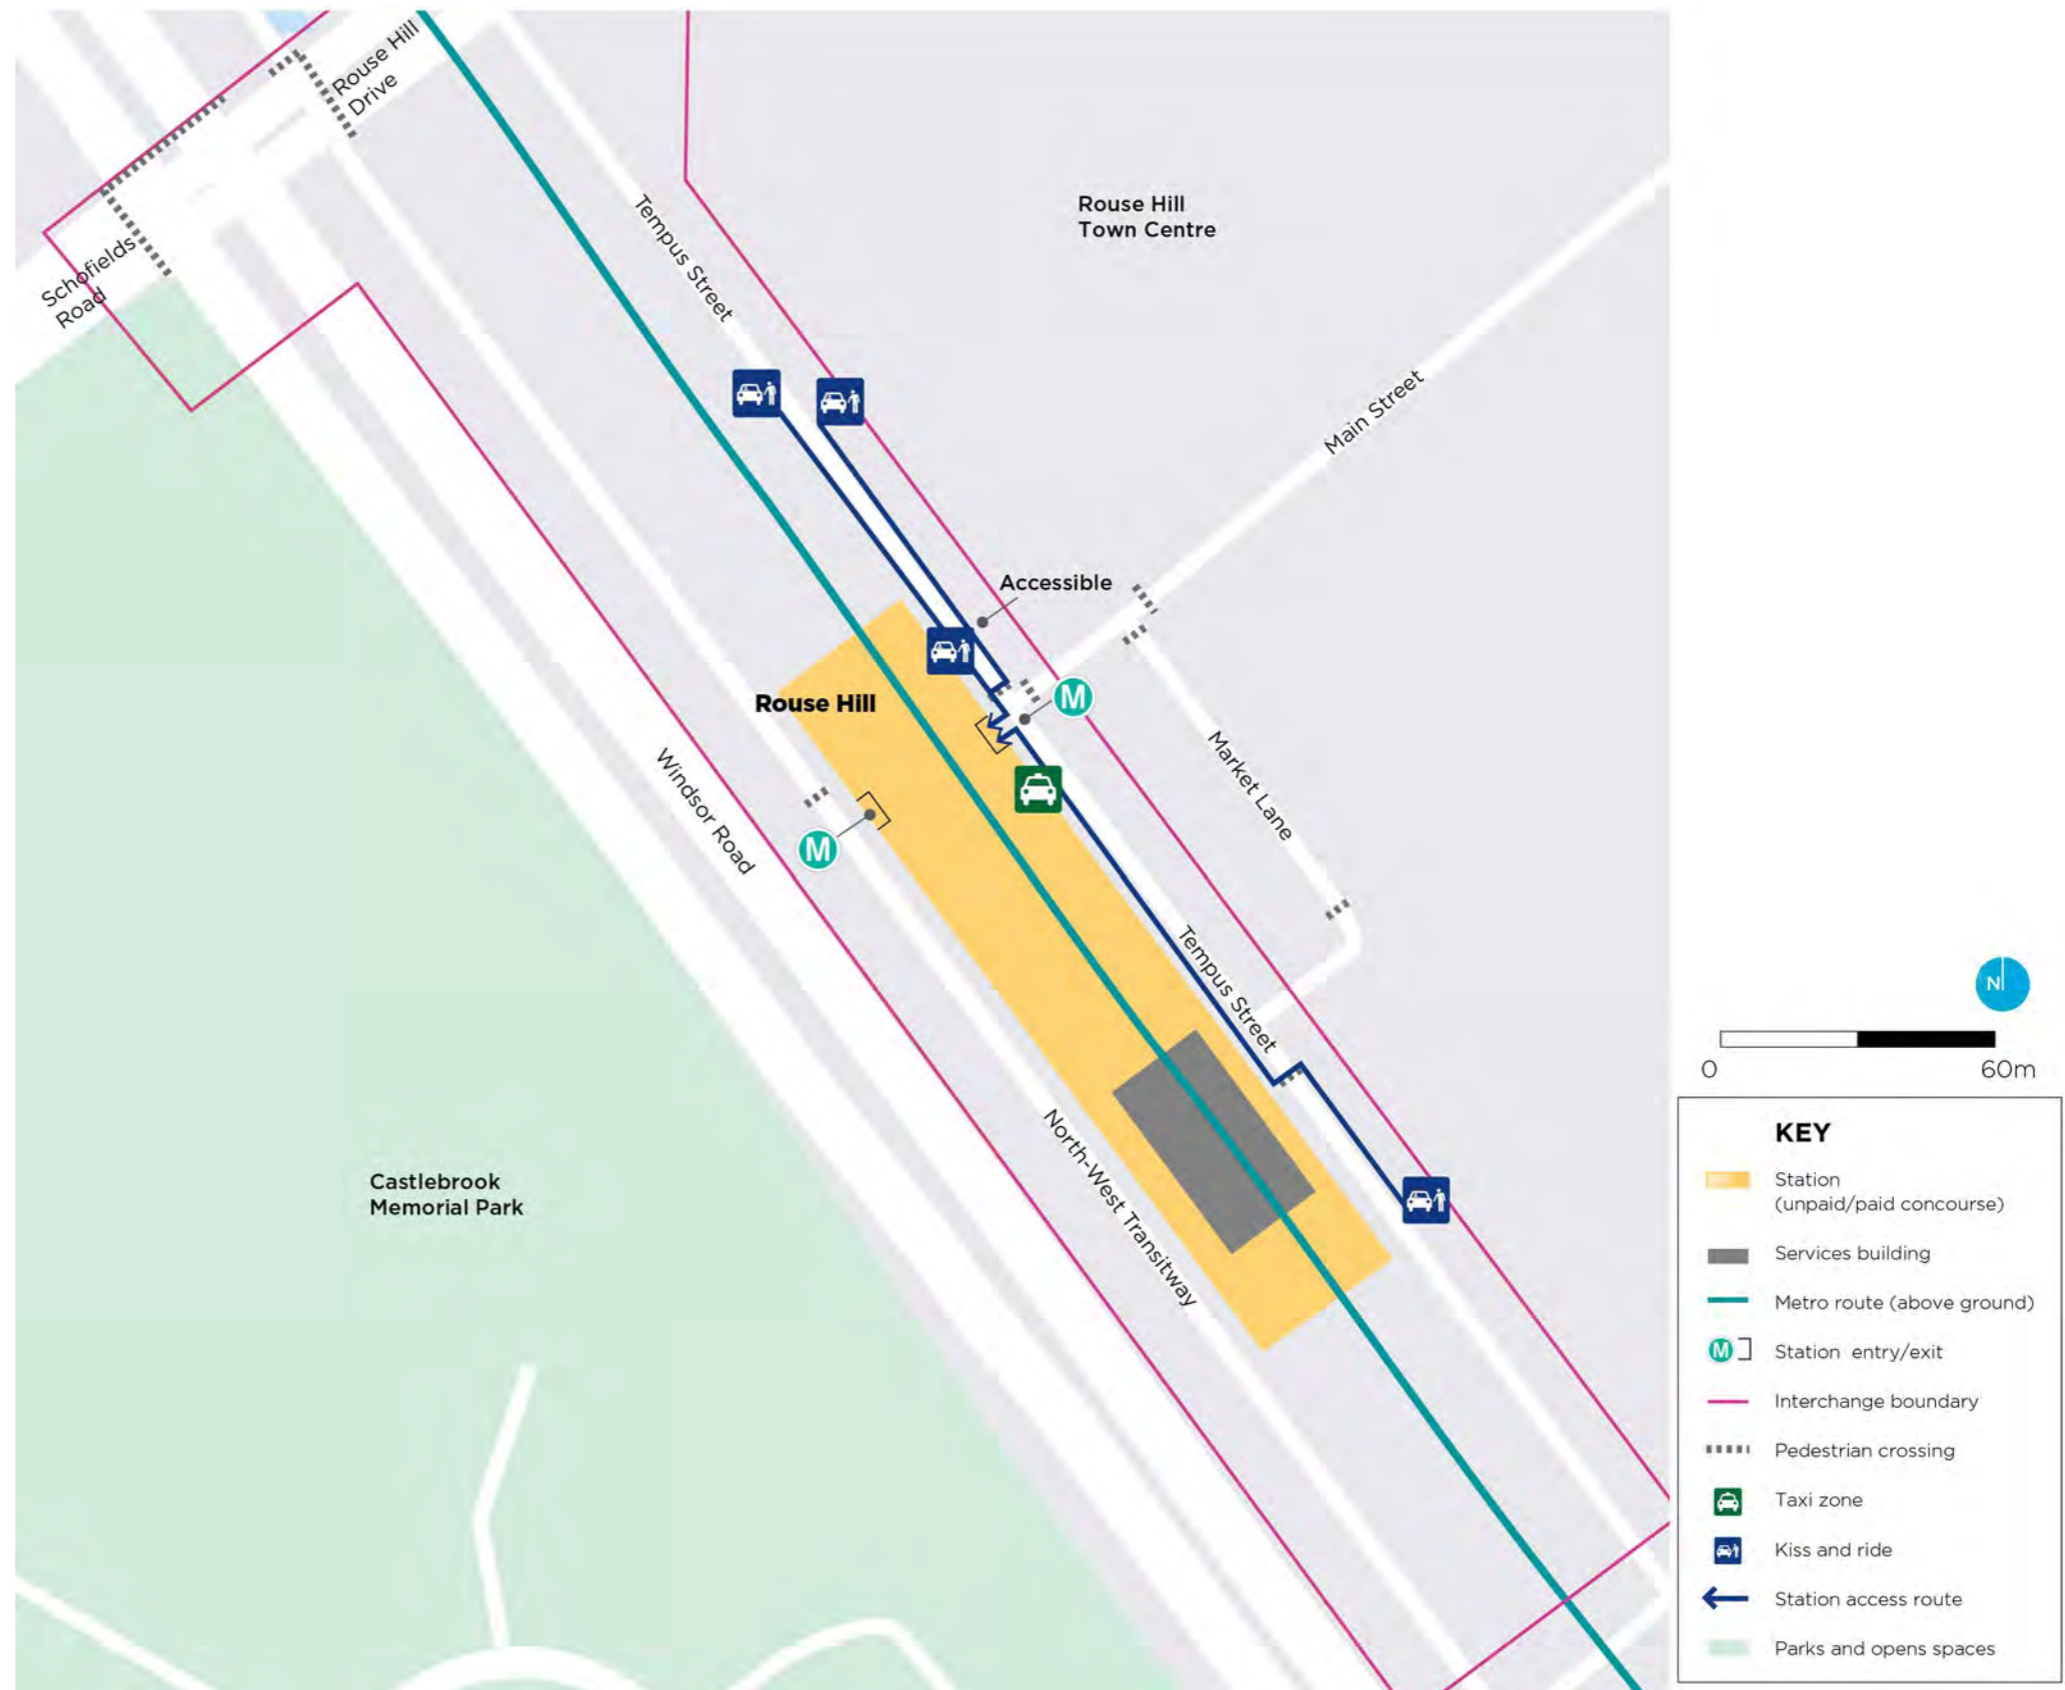 Rouse Hill
Drive
Schofields
Road
Tempus Street
Rouse Hill
Town Centre
Main Street
Accessible
Rouse Hill
M
M
Windsor Road
Market Lane
Tempus Street
North-West Transitway
Castlebrook
Memorial Park
N
0
60m
KEY
Station
(unpaid/paid concourse)
Services building
Metro route (above ground)
M
Station entry/exit
Interchange boundary
Pedestrian crossing
Taxi zone
Kiss and ride
Station access route
Parks and opens spaces